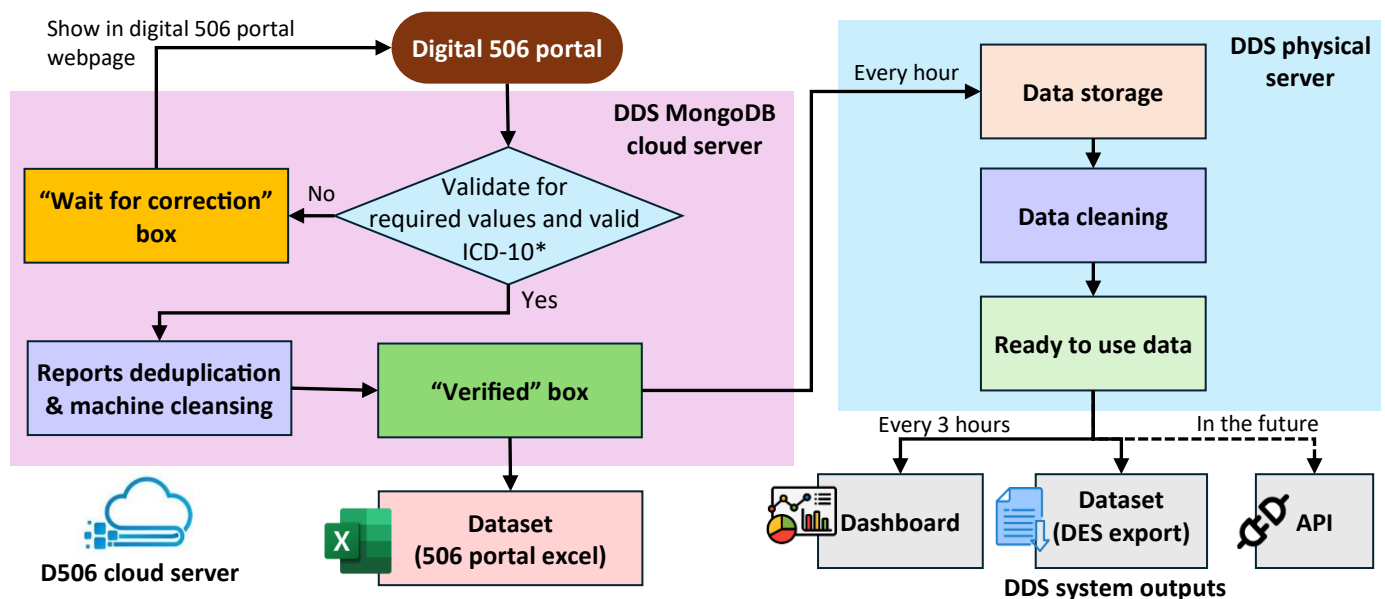 Show in digital 506 portal
webpage
Digital 506 portal
Every hour
DDS physical
server
Data storage
DDS MongoDB
cloud server
"Wait for correction"
box
No
Validate for
required values and valid
ICD-10*
Data cleaning
Yes
Ready to use data
Reports deduplication
& machine cleansing
"Verified" box
Every 3 hours
In the future
D506 cloud server
X
Dataset
(506 portal excel)
Dashboard
Dataset
(DES export)
API
DDS system outputs